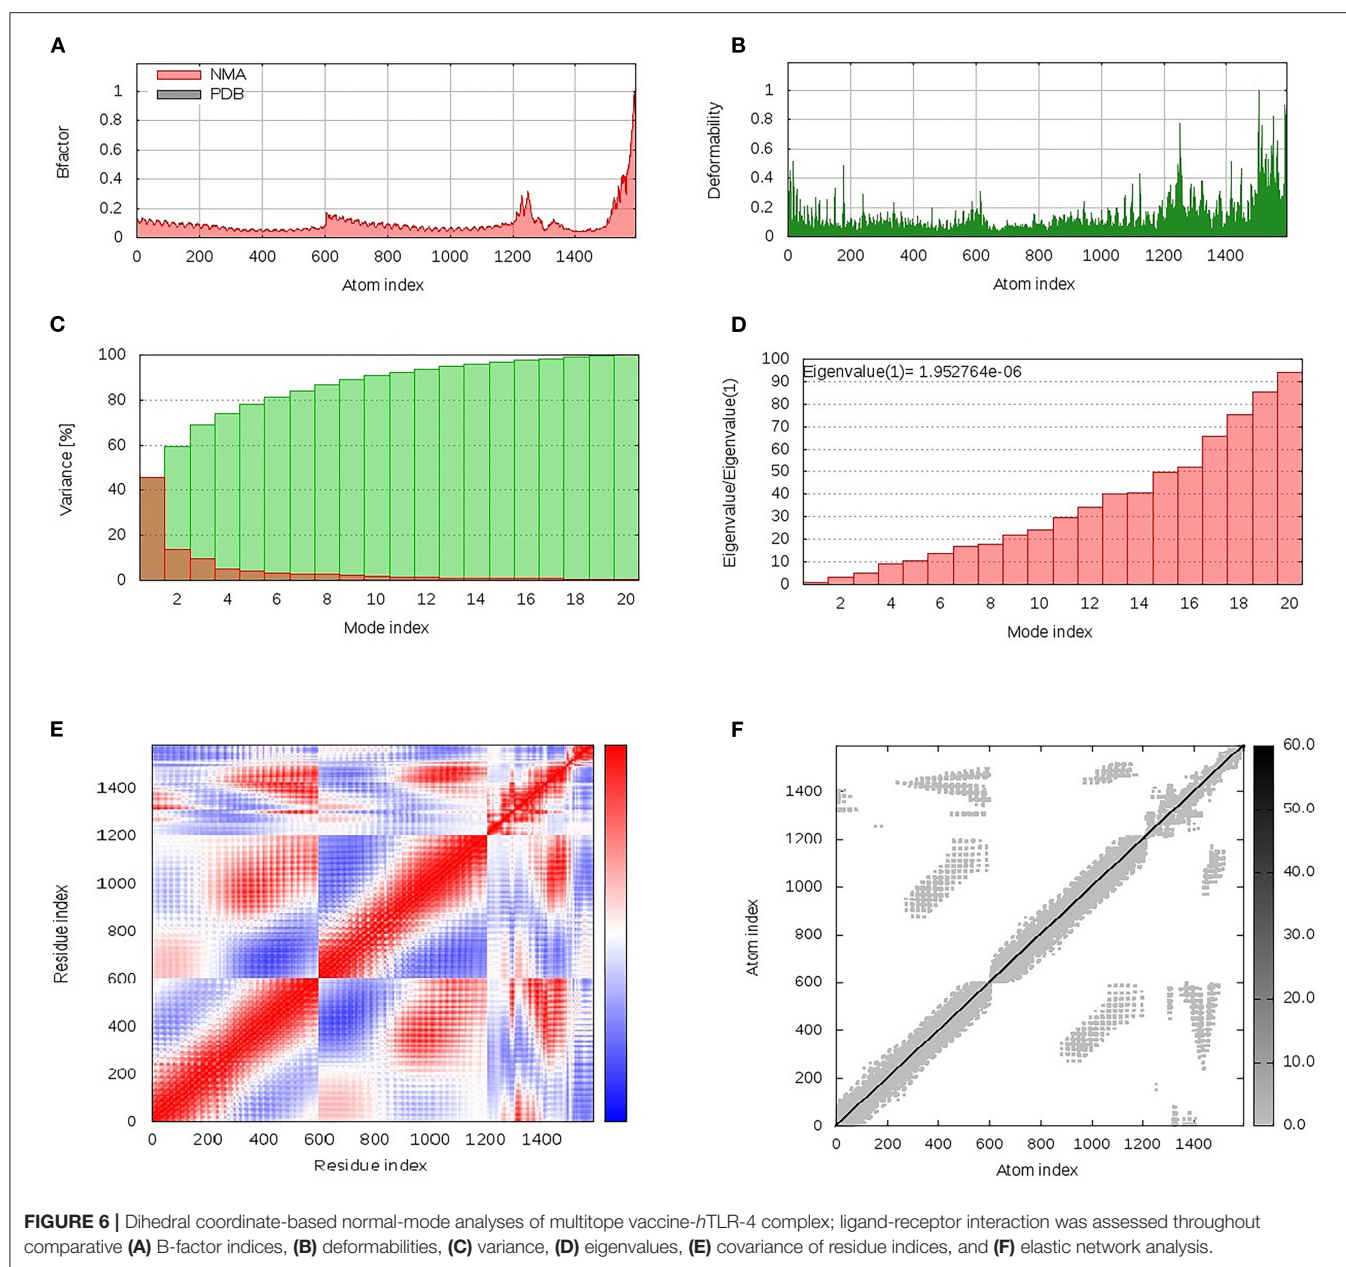 A
NMA
PDB
1
0.8
0.6
0.4
0.2
0
Bfactor
0 200 400 600 800 1000 1200 1400
Atom index
B
1
0.8
0.6
0.4
0.2
0
Deformability
0 200 400 600 800 1000 1200 1400
Atom index
C
100
80
60
40
20
0
Variance [%]
2 4 6 8 10 12 14 16 18 20
Mode index
D
Eigenvalue(1)= 1.952764e-06
100
90
80
70
60
50
40
30
20
10
0
Eigenvalue/Eigenvalue(1)
2 4 6 8 10 12 14 16 18 20
Mode index
E
1400
1200
1000
800
600
400
200
0
Residue index
0 200 400 600 800 1000 1200 1400
Residue index
F
1400
1200
1000
800
600
400
200
0
Atom index
0 200 400 600 800 1000 1200 1400
Atom index
60.0
50.0
40.0
30.0
20.0
10.0
0.0
FIGURE 6 | Dihedral coordinate-based normal-mode analyses of multitope vaccine-hTLR-4 complex; ligand-receptor interaction was assessed throughout
comparative (A) B-factor indices, (B) deformabilities, (C) variance, (D) eigenvalues, (E) covariance of residue indices, and (F) elastic network analysis.